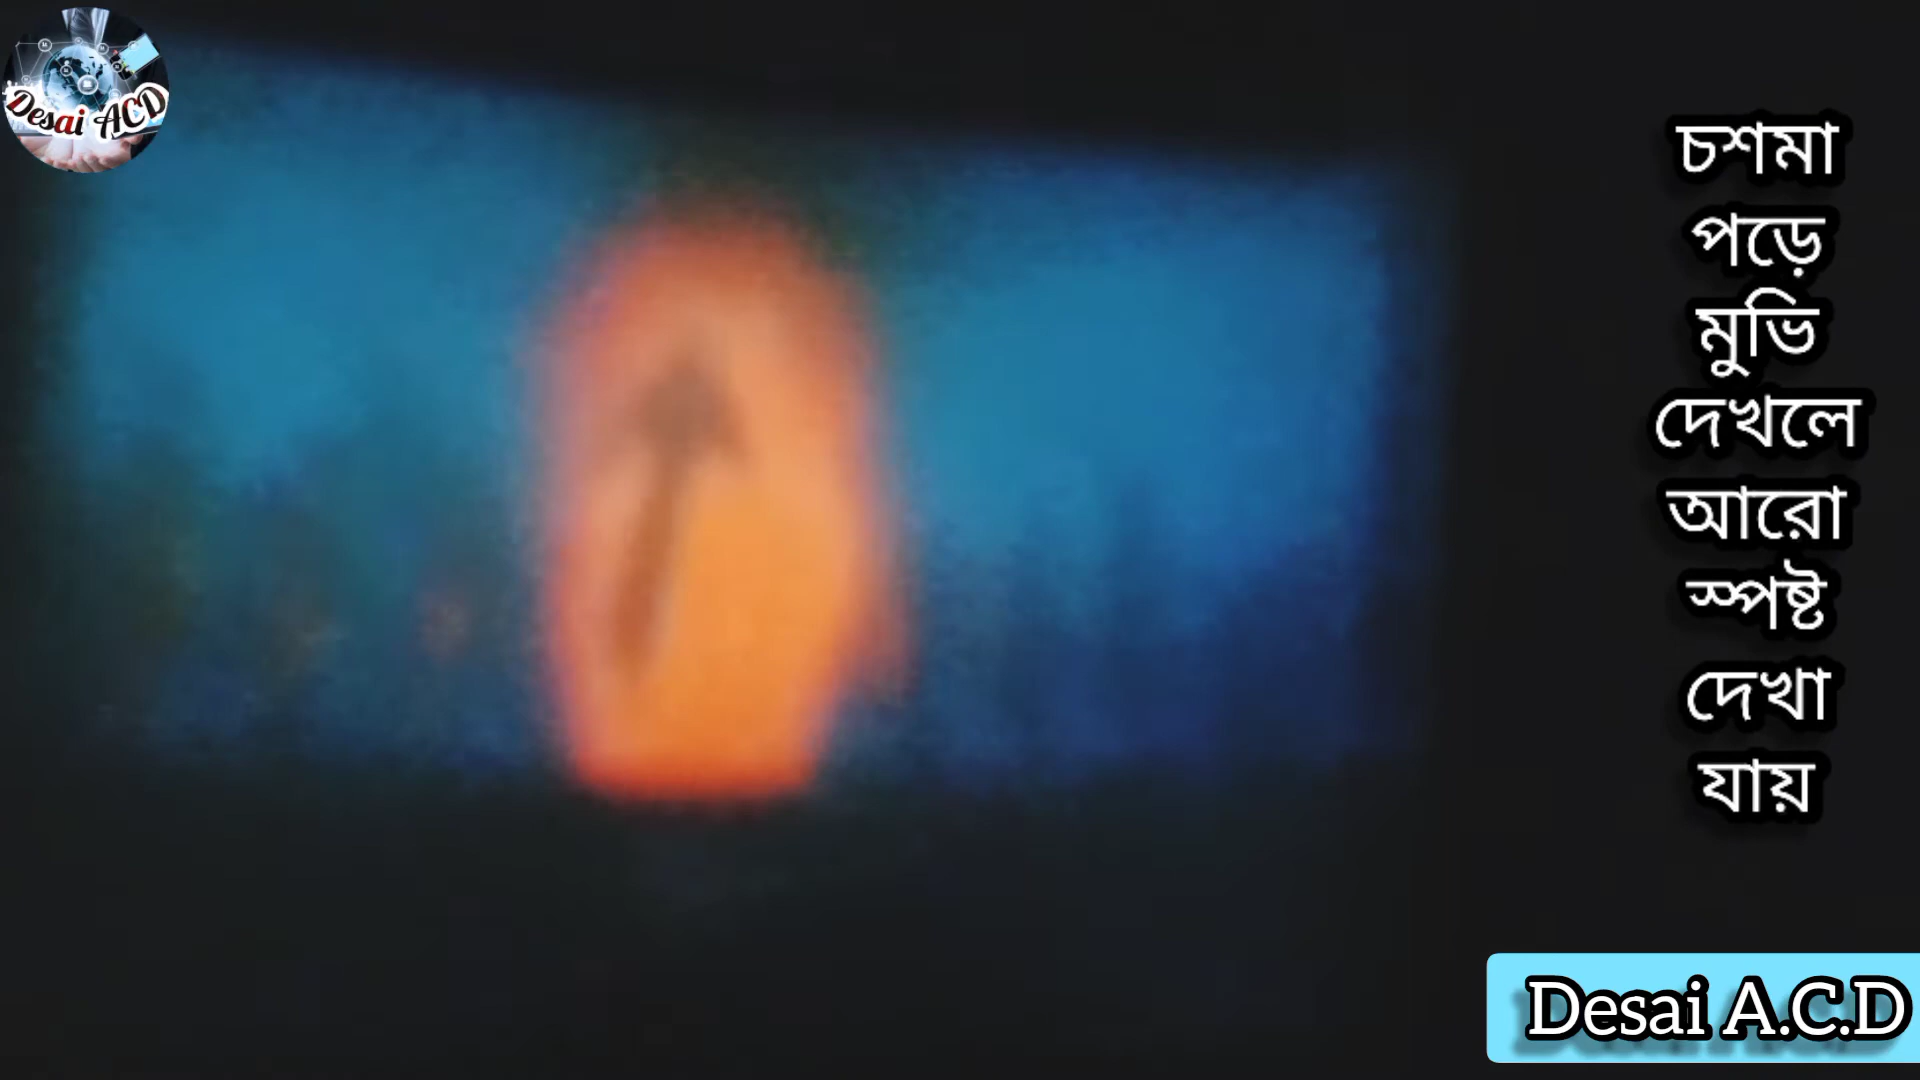 Desai ACD
চশমা
পড়ে
মুভি
দেখলে
আরো
স্পষ্ট
দেখা
যায়
Desai A.C.D